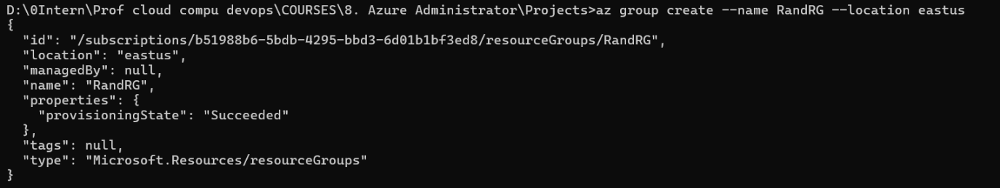 D:\0Intern\Prof cloud compu devops\COURSES\8. Azure Administrator\Projects>az group create --name RandRG --location eastus
{
  "id": "/subscriptions/b51988b6-5bdb-4295-bbd3-6d01b1bf3ed8/resourceGroups/RandRG",
  "location": "eastus",
  "managedBy": null,
  "name": "RandRG",
  "properties": {
    "provisioningState": "Succeeded"
  },
  "tags": null,
  "type": "Microsoft.Resources/resourceGroups"
}